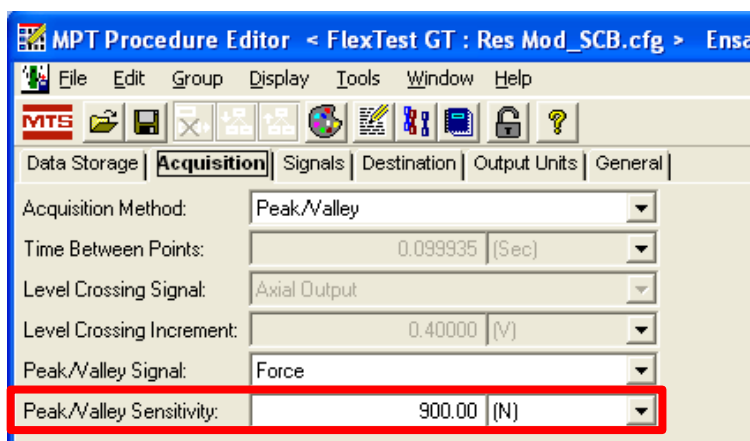 MPT Procedure Editor < FlexTest GT : Res Mod_SCB.cfg > Ensa
File Edit Group Display Tools Window Help
MTS
Data Storage Acquisition Signals Destination Output Units General
Acquisition Method: Peak/Valley
Time Between Points: 0.099935 (Sec)
Level Crossing Signal: Axial Output
Level Crossing Increment: 0.40000 (V)
Peak/Valley Signal: Force
Peak/Valley Sensitivity: 900.00 (N)